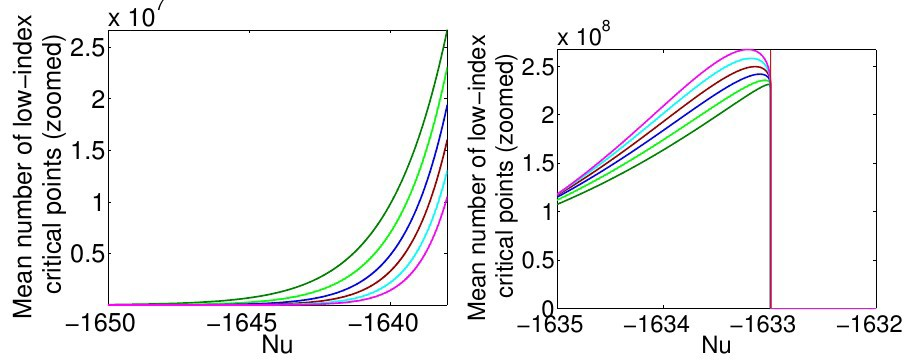 x 10^7
Mean number of low-index
critical points (zoomed)
2.5
2
1.5
1
0.5
-1650
-1645
-1640
Nu
x 10^8
Mean number of low-index
critical points (zoomed)
2.5
2
1.5
1
0.5
0
-1635
-1634
-1633
-1632
Nu